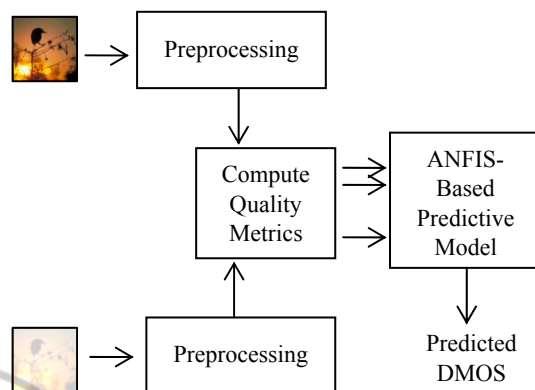 Preprocessing
Compute
Quality
Metrics
ANFIS-
Based
Predictive
Model
Preprocessing
Predicted
DMOS